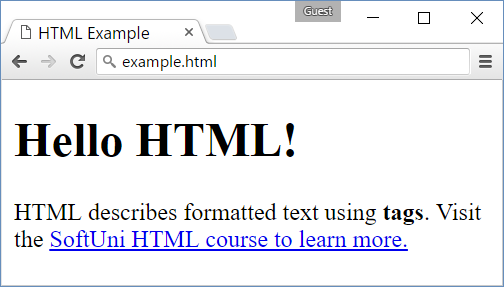 Guest
HTML Example
example.html
Hello HTML!
HTML describes formatted text using tags. Visit
the SoftUni HTML course to learn more.